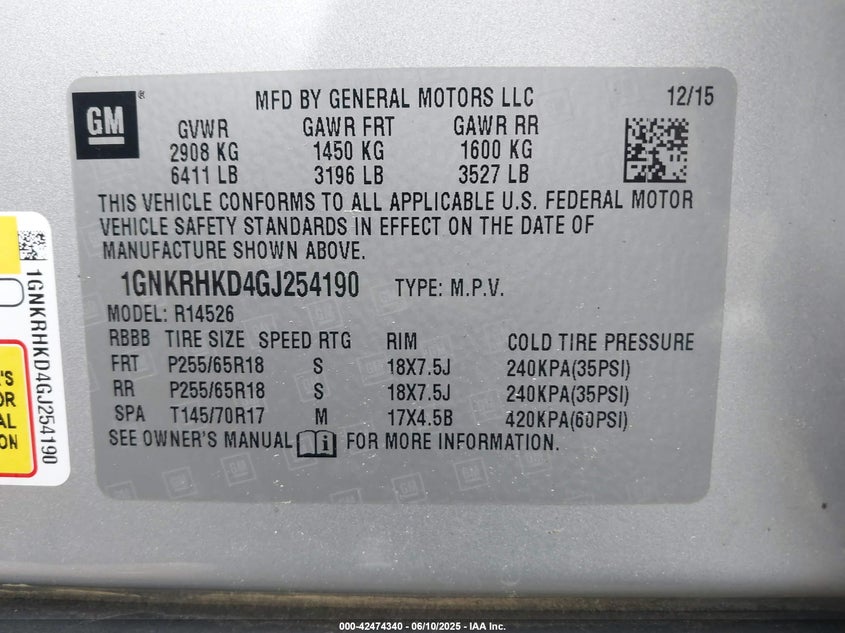 GM
MFD BY GENERAL MOTORS LLC 12/15
GVWR GAWR FRT GAWR RR
2908 KG 1450 KG 1600 KG
6411 LB 3196 LB 3527 LB
THIS VEHICLE CONFORMS TO ALL APPLICABLE U.S. FEDERAL MOTOR
VEHICLE SAFETY STANDARDS IN EFFECT ON THE DATE OF
MANUFACTURE SHOWN ABOVE.
1GNKRHKD4GJ254190 TYPE: M.P.V.
MODEL: R14526
RBBB TIRE SIZE SPEED RTG RIM COLD TIRE PRESSURE
FRT P255/65R18 S 18X7.5J 240KPA(35PSI)
RR P255/65R18 S 18X7.5J 240KPA(35PSI)
SPA T145/70R17 M 17X4.5B 420KPA(60PSI)
SEE OWNER'S MANUAL FOR MORE INFORMATION.
1GNKRHKD4GJ254190
000-42474340 - 06/10/2025 - IAA Inc.